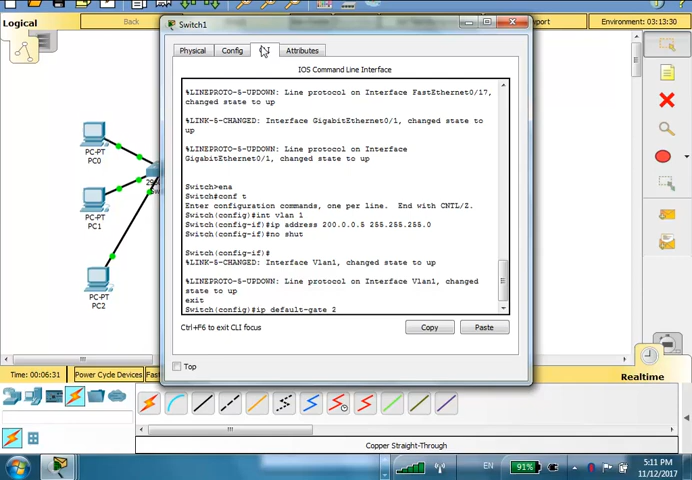 Switch1
Back
port
Environment: 03:13:30
Logical
Physical
Config
Attributes
IOS Command Line Interface
%LINEPROTO-5-UPDOWN: Line protocol on Interface FastEthernet0/17,
changed state to up
%LINK-5-CHANGED: Interface GigabitEthernet0/1, changed state to
up
%LINEPROTO-5-UPDOWN: Line protocol on Interface
GigabitEthernet0/1, changed state to up
Switch>ena
Switch#conf t
Enter configuration commands, one per line.  End with CNTL/Z.
Switch(config)#int vlan 1
Switch(config-if)#ip address 200.0.0.5 255.255.255.0
Switch(config-if)#no shut
Switch(config-if)#
%LINK-5-CHANGED: Interface Vlan1, changed state to up
%LINEPROTO-5-UPDOWN: Line protocol on Interface Vlan1, changed
state to up
exit
Switch(config)#ip default-gate 2
Ctrl+F6 to exit CLI focus
Copy
Paste
Top
PC-PT
PC0
PC-PT
PC1
PC-PT
PC2
Time: 00:06:31
Power Cycle Devices
Realtime
Copper Straight-Through
EN
91%
5:11 PM
11/12/2017